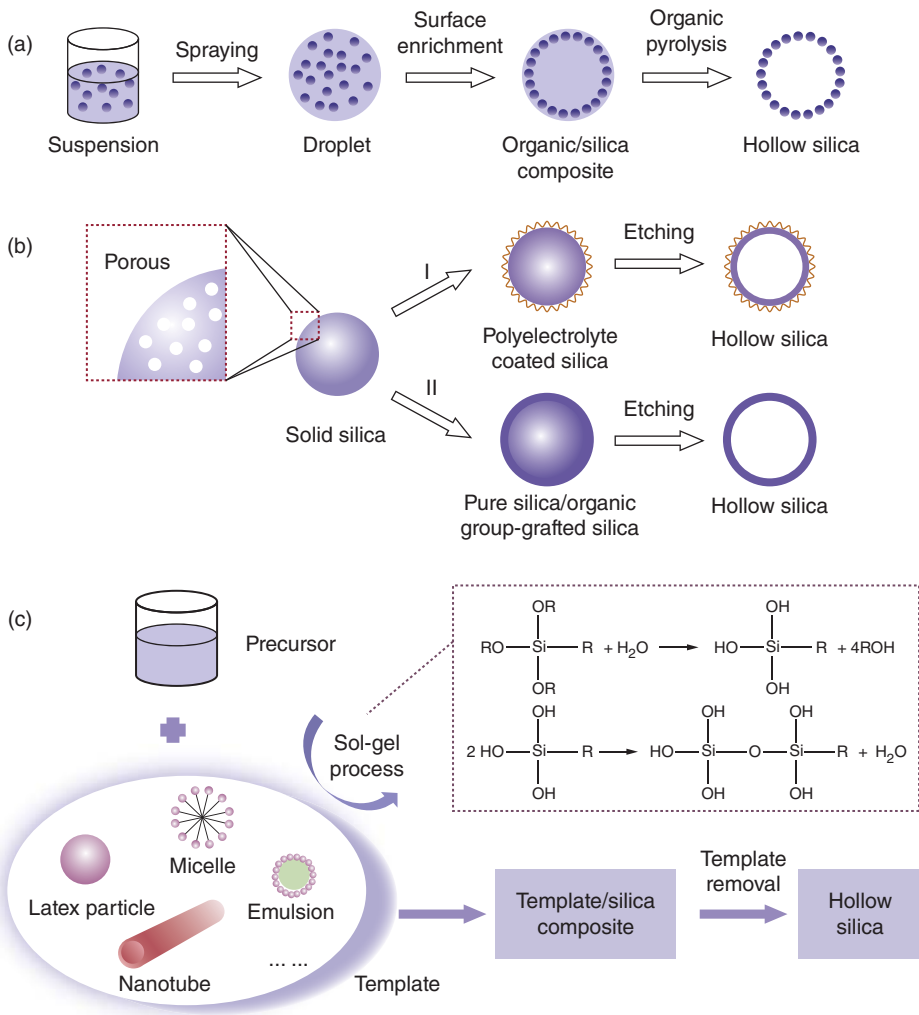 (a)
Spraying
Surface
enrichment
Organic
pyrolysis
Suspension
Droplet
Organic/silica
composite
Hollow silica
(b)
Porous
Solid silica
I
II
Polyelectrolyte
coated silica
Etching
Hollow silica
Pure silica/organic
group-grafted silica
Etching
Hollow silica
(c)
Precursor
Sol-gel
process
OR
RO Si R + H₂O
OR
OH
HO Si R + 4ROH
OH
OH
2 HO Si R
OH
OH OH
HO Si O Si R + H₂O
OH OH
Micelle
Latex particle
Emulsion
Nanotube
... ...
Template
Template/silica
composite
Template
removal
Hollow
silica